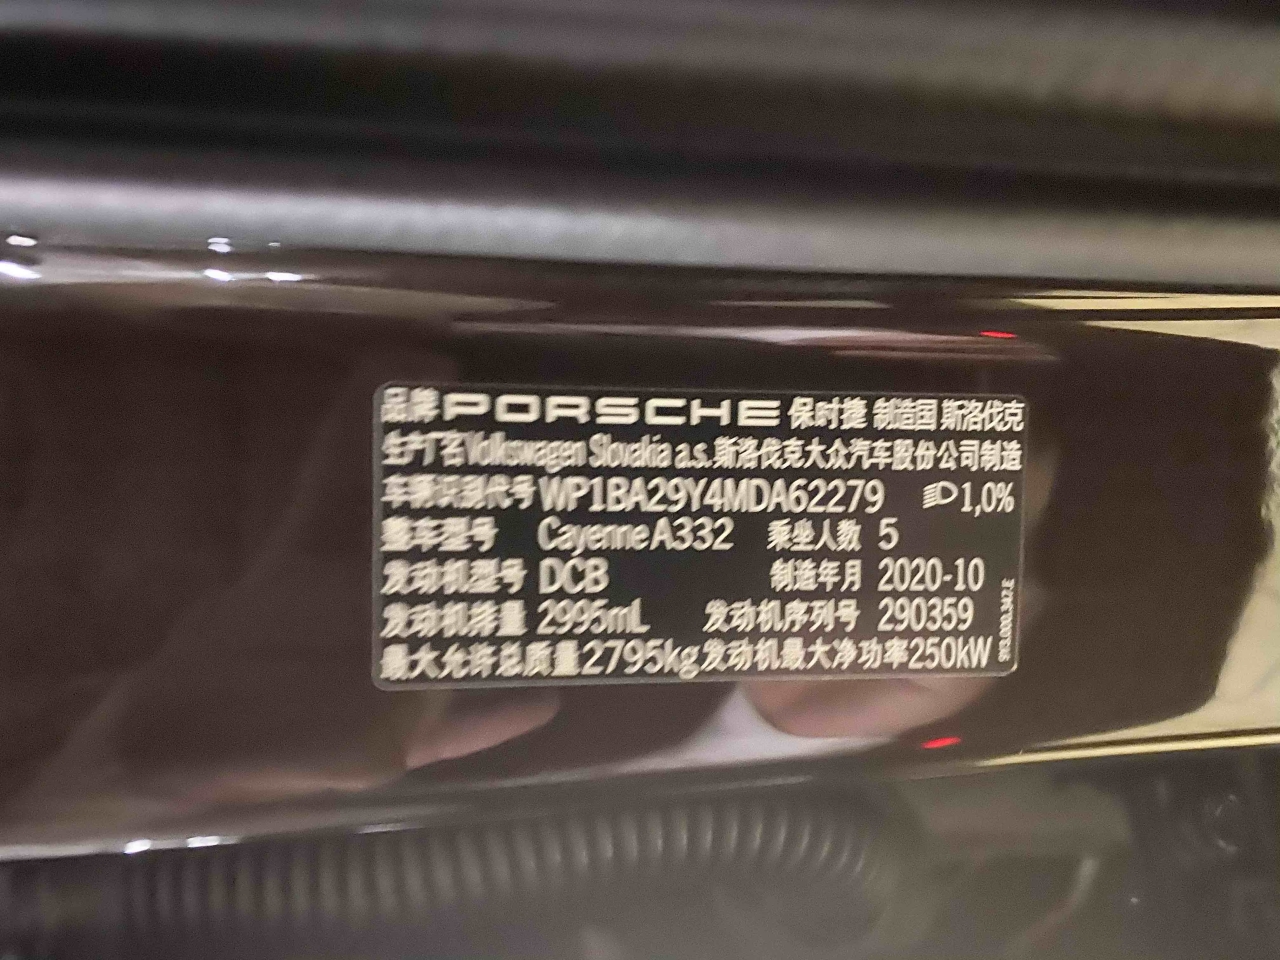 品牌 PORSCHE 保时捷 制造国 斯洛伐克
生产厂名 Volkswagen Slovakia a.s. 斯洛伐克大众汽车股份公司制造
车辆识别代号 WP1BA29Y4MDA62279 1,0%
整车型号 Cayenne A332 乘坐人数 5
发动机型号 DCB 制造年月 2020-10
发动机排量 2995mL 发动机序列号 290359
最大允许总质量 2795kg 发动机最大净功率 250kW